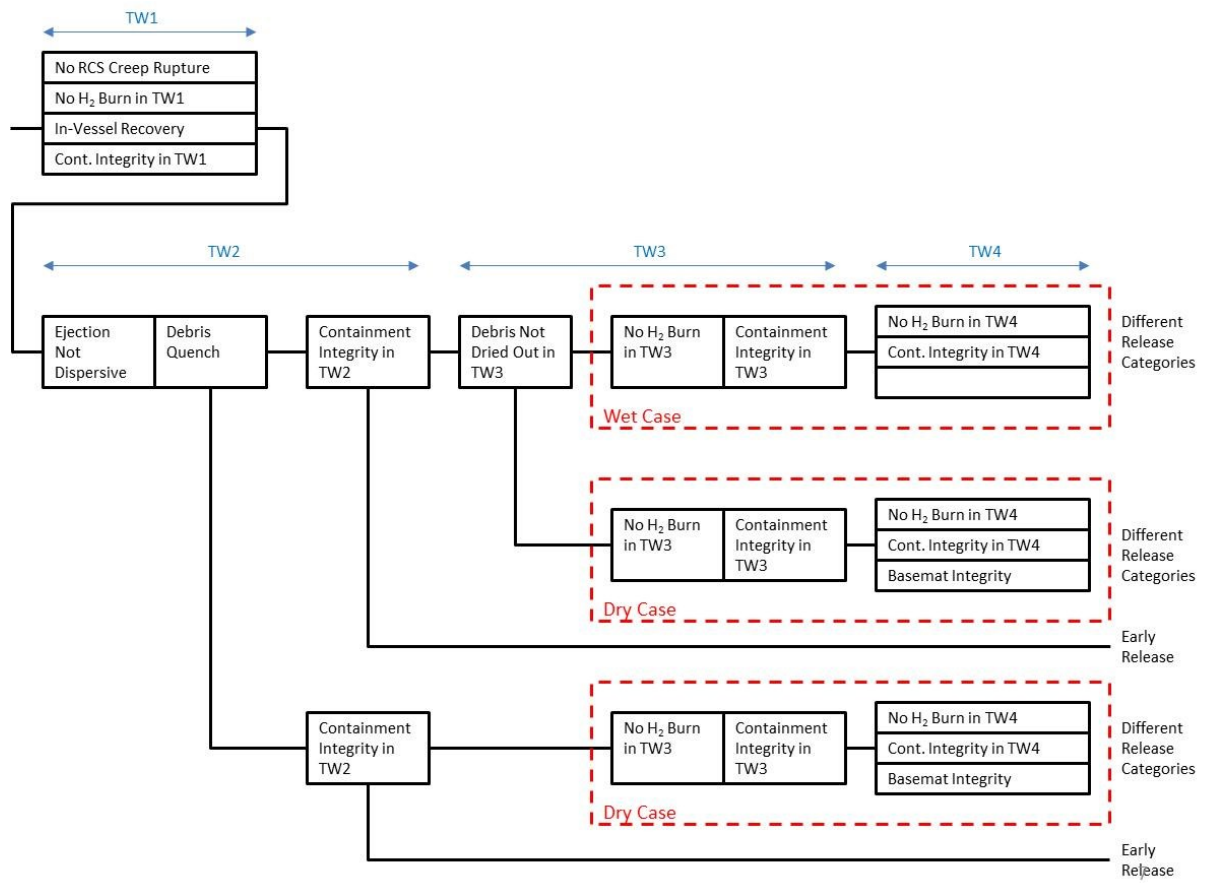 TW1
No RCS Creep Rupture
No H₂ Burn in TW1
In-Vessel Recovery
Cont. Integrity in TW1
TW2
TW3
TW4
Ejection
Not
Dispersive
Debris
Quench
Containment
Integrity in
TW2
Debris Not
Dried Out in
TW3
No H₂ Burn
in TW3
Containment
Integrity in
TW3
No H₂ Burn in TW4
Cont. Integrity in TW4
Different
Release
Categories
Wet Case
No H₂ Burn
in TW3
Containment
Integrity in
TW3
No H₂ Burn in TW4
Cont. Integrity in TW4
Basemat Integrity
Different
Release
Categories
Dry Case
Early
Release
Containment
Integrity in
TW2
No H₂ Burn
in TW3
Containment
Integrity in
TW3
No H₂ Burn in TW4
Cont. Integrity in TW4
Basemat Integrity
Different
Release
Categories
Dry Case
Early
Release